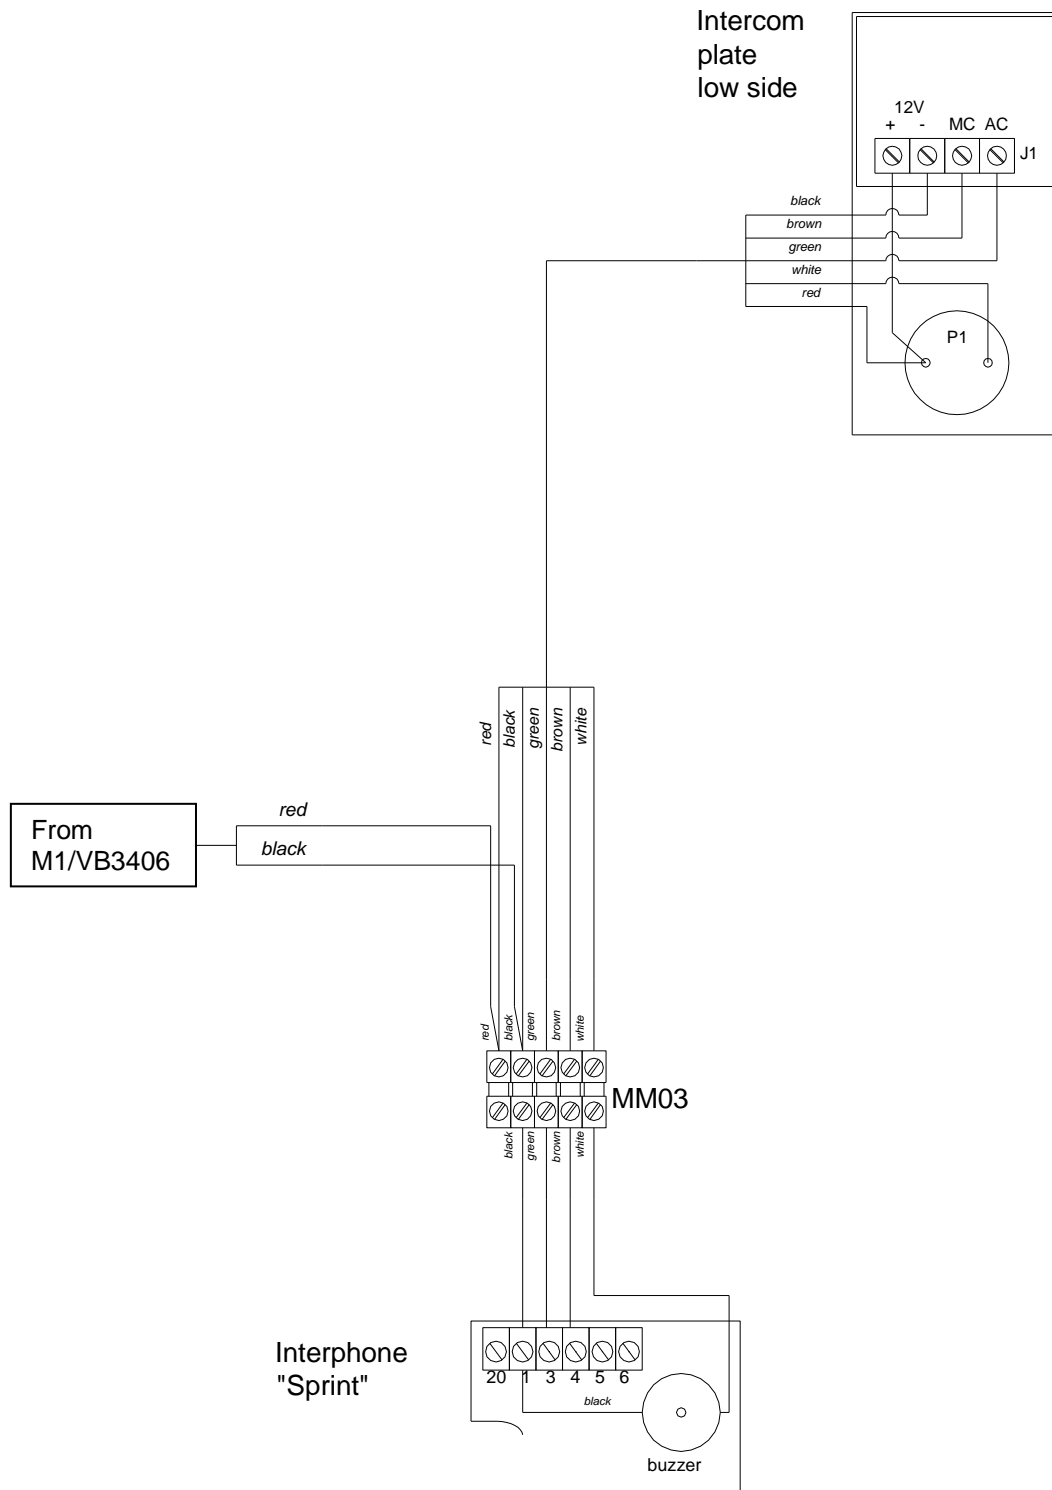 Intercom
plate
low side
12V
+ - MC AC
J1
black
brown
green
white
red
P1
red
black
green
brown
white
From
M1/VB3406
red
black
red
black
green
brown
white
MM03
black
green
brown
white
Interphone
"Sprint"
20 1 3 4 5 6
black
buzzer